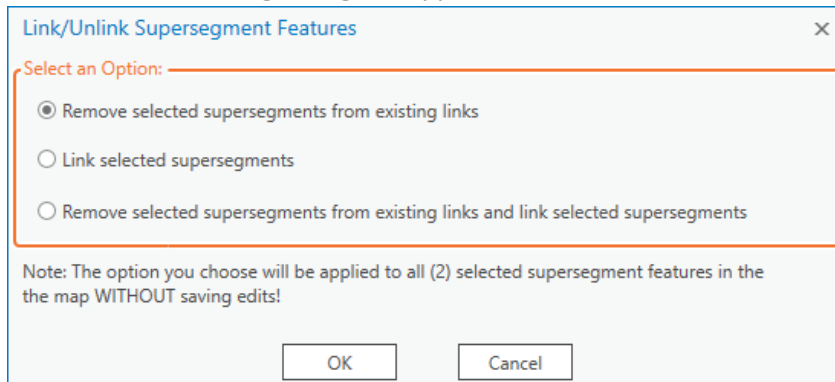 Link/Unlink Supersegment Features
Select an Option:
Remove selected supersegments from existing links
Link selected supersegments
Remove selected supersegments from existing links and link selected supersegments
Note: The option you choose will be applied to all (2) selected supersegment features in the
the map WITHOUT saving edits!
OK Cancel